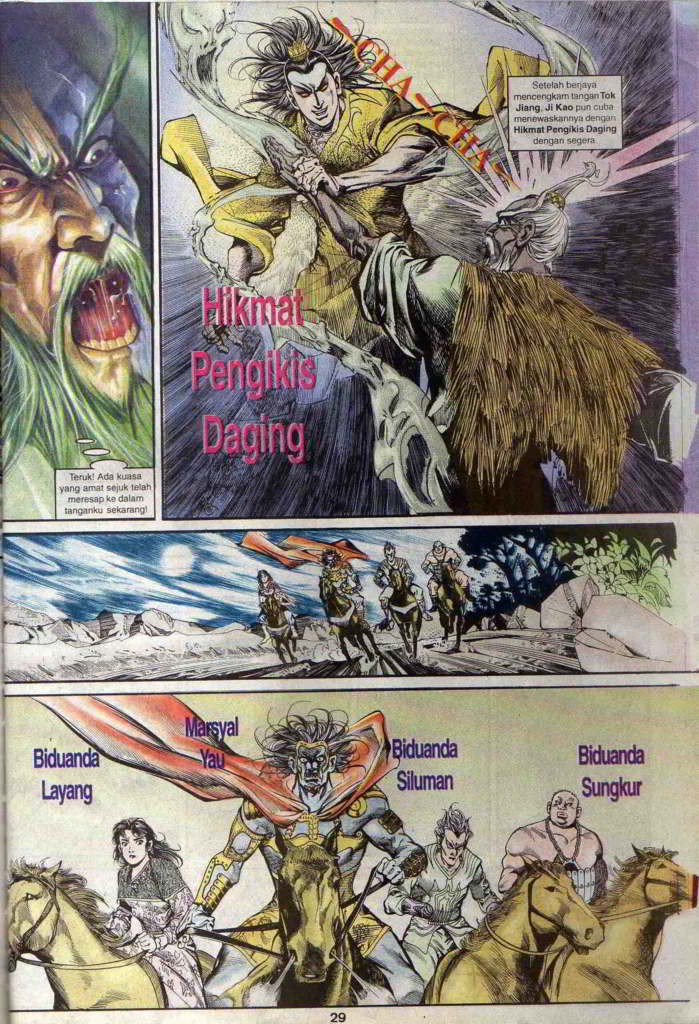 CHA~CHA~
Setelah berjaya
mencengkam tangan Tok
Jiang, Ji Kao pun cuba
menewaskannya dengan
Hikmat Pengikis Daging
dengan segera.
Hikmat
Pengikis
Daging
Teruk! Ada kuasa
yang amat sejuk telah
meresap ke dalam
tanganku sekarang!
Biduanda
Layang
Marsyal
Yau
Biduanda
Siluman
Biduanda
Sungkur
29